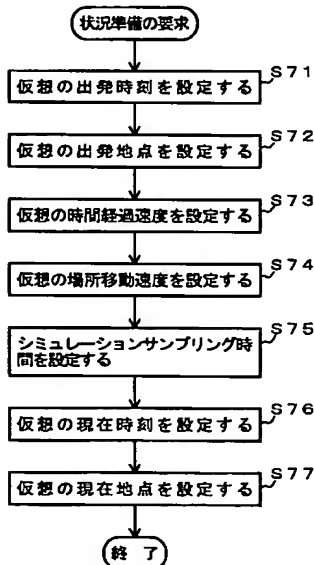 状況準備の要求
S71
仮想の出発時刻を設定する
S72
仮想の出発地点を設定する
S73
仮想の時間経過速度を設定する
S74
仮想の場所移動速度を設定する
S75
シミュレーションサンプリング時
間を設定する
S76
仮想の現在時刻を設定する
S77
仮想の現在地点を設定する
終 了